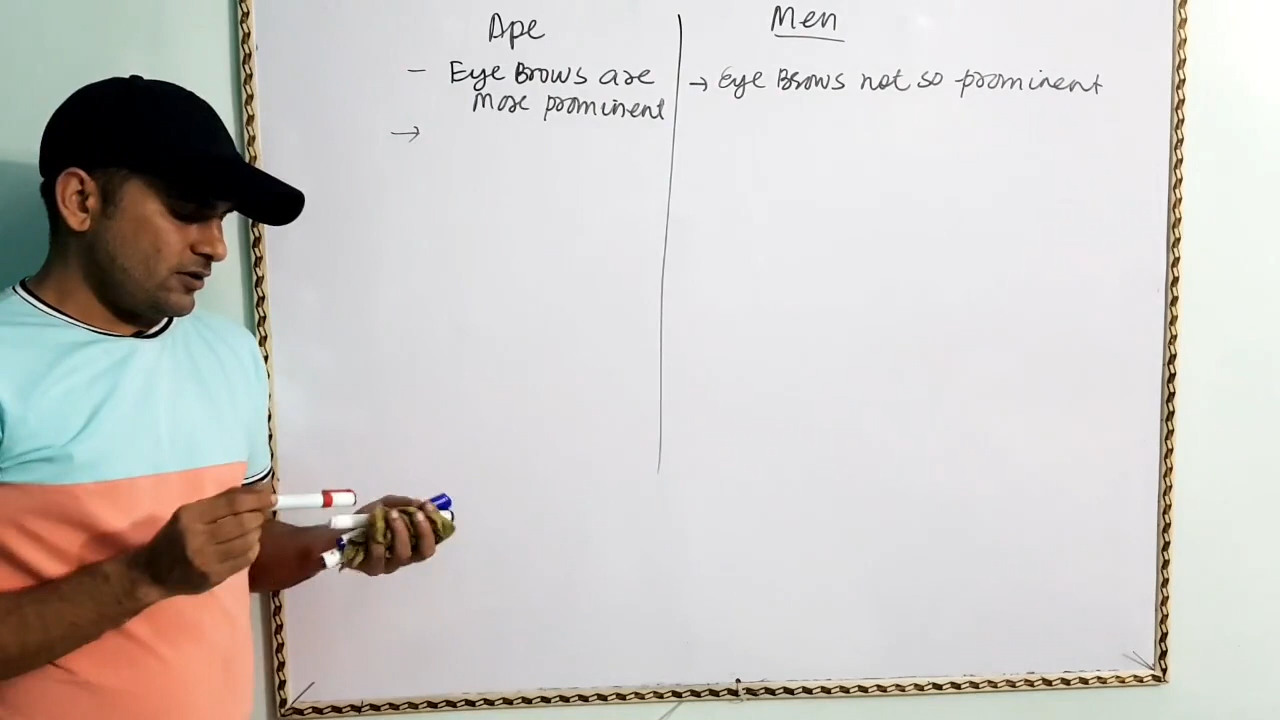 Ape
Men
- Eye Brows are
more prominent
→ Eye Brows not so prominent
→